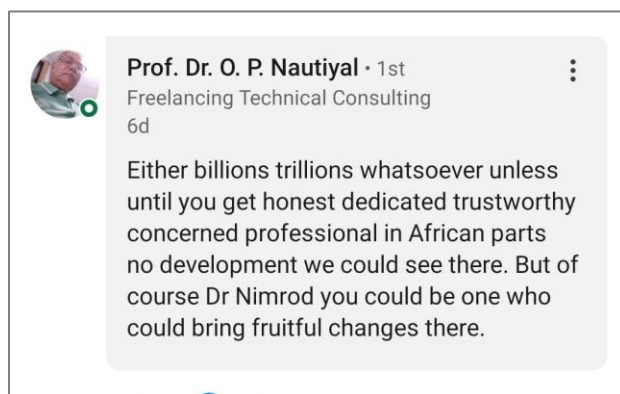 Prof. Dr. O. P. Nautiyal • 1st
Freelancing Technical Consulting
6d
Either billions trillions whatsoever unless
until you get honest dedicated trustworthy
concerned professional in African parts
no development we could see there. But of
course Dr Nimrod you could be one who
could bring fruitful changes there.